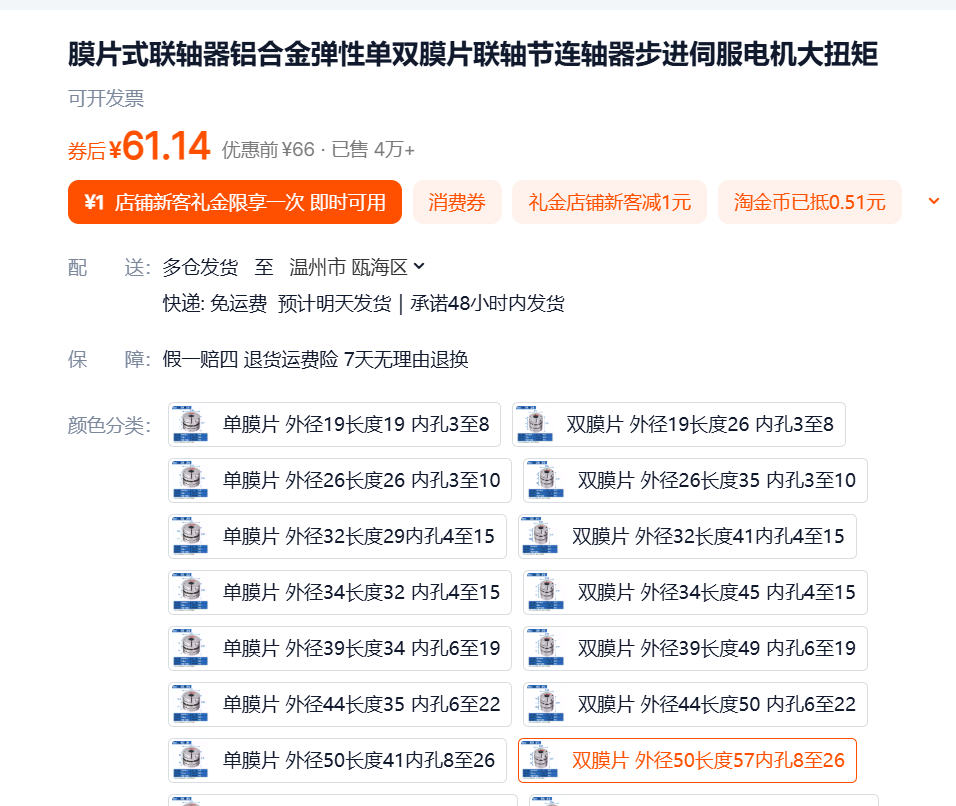 膜片式联轴器铝合金弹性单双膜片联轴节连轴器步进伺服电机大扭矩
可开发票
券后 ¥61.14 优惠前 ¥66 · 已售 4万+
¥1 店铺新客礼金限享一次 即时可用 消费券 礼金店铺新客减1元 淘金币已抵0.51元
配 送: 多仓发货 至 温州市 瓯海区
快递: 免运费 预计明天发货 | 承诺48小时内发货
保 障: 假一赔四 退货运费险 7天无理由退换
颜色分类: 单膜片 外径19长度19 内孔3至8 双膜片 外径19长度26 内孔3至8
单膜片 外径26长度26 内孔3至10 双膜片 外径26长度35 内孔3至10
单膜片 外径32长度29内孔4至15 双膜片 外径32长度41内孔4至15
单膜片 外径34长度32 内孔4至15 双膜片 外径34长度45 内孔4至15
单膜片 外径39长度34 内孔6至19 双膜片 外径39长度49 内孔6至19
单膜片 外径44长度35 内孔6至22 双膜片 外径44长度50 内孔6至22
单膜片 外径50长度41内孔8至26 双膜片 外径50长度57内孔8至26